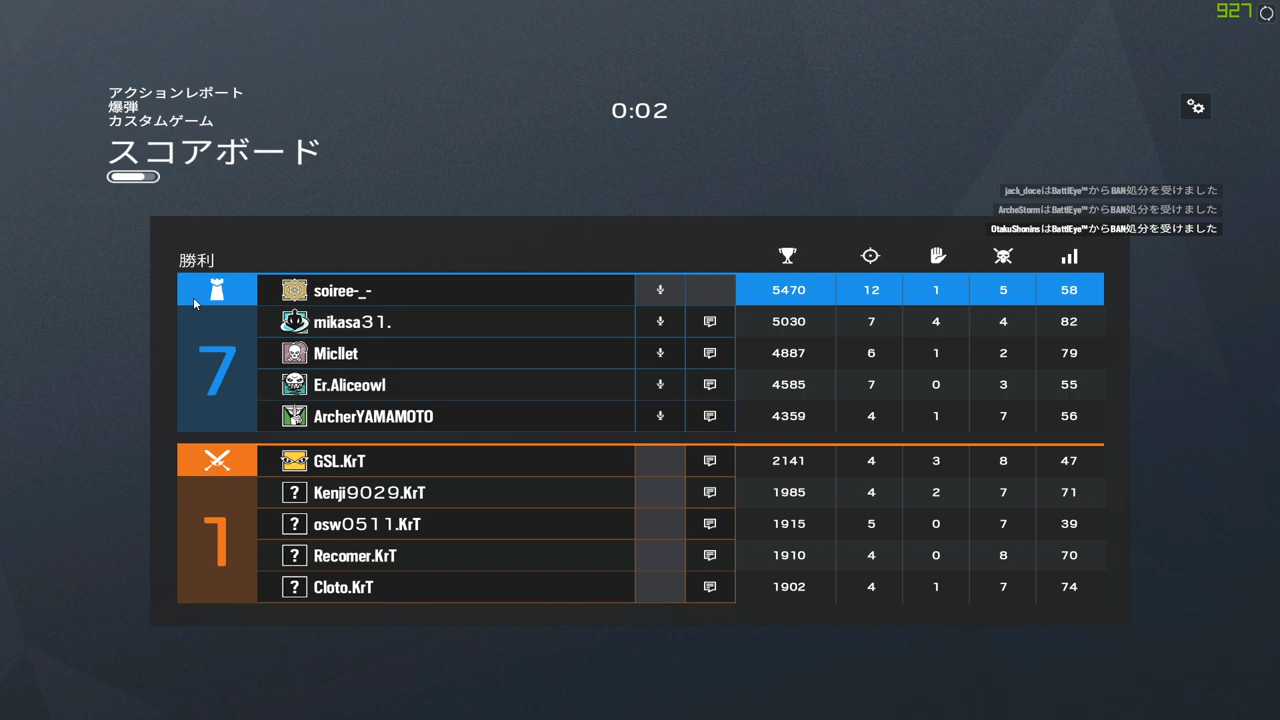 927
アクションレポート
爆弾
カスタムゲーム
0:02
スコアボード
jack_doceはBattlEye™からBAN処分を受けました
ArcheStormはBattlEye™からBAN処分を受けました
OtakuShoninsはBattlEye™からBAN処分を受けました
勝利
soiree-_- 5470 12 1 5 58
mikasa31. 5030 7 4 4 82
Micllet 4887 6 1 2 79
7
Er.Aliceowl 4585 7 0 3 55
ArcherYAMAMOTO 4359 4 1 7 56
GSL.KrT 2141 4 3 8 47
? Kenji9029.KrT 1985 4 2 7 71
? osw0511.KrT 1915 5 0 7 39
1
? Recomer.KrT 1910 4 0 8 70
? Cloto.KrT 1902 4 1 7 74